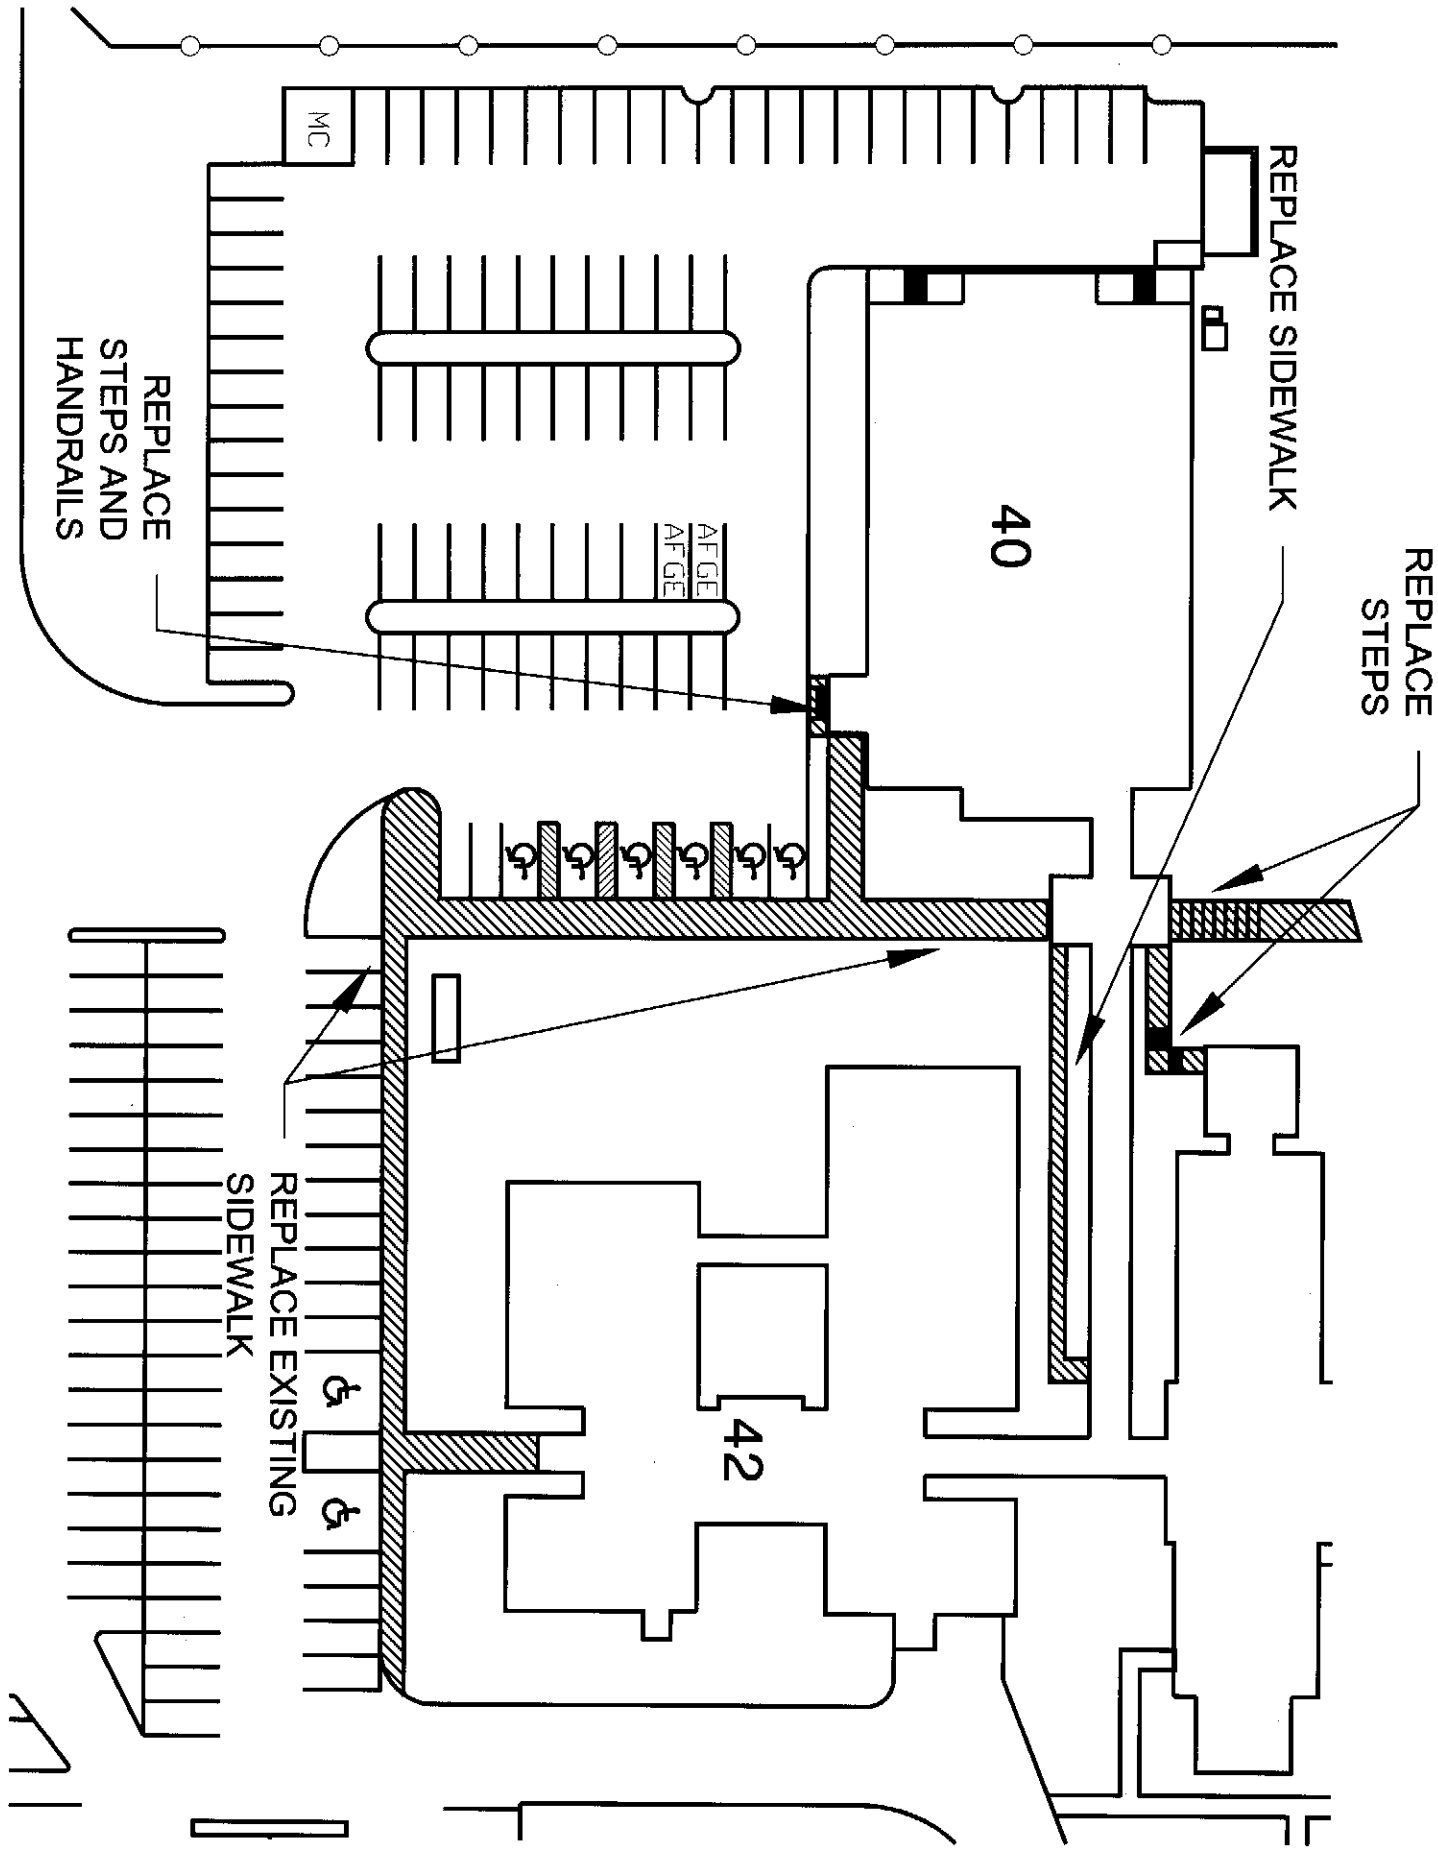 REPLACE
STEPS
REPLACE SIDEWALK
40
MC
AFGE
AFGE
REPLACE
STEPS AND
HANDRAILS
42
REPLACE EXISTING
SIDEWALK